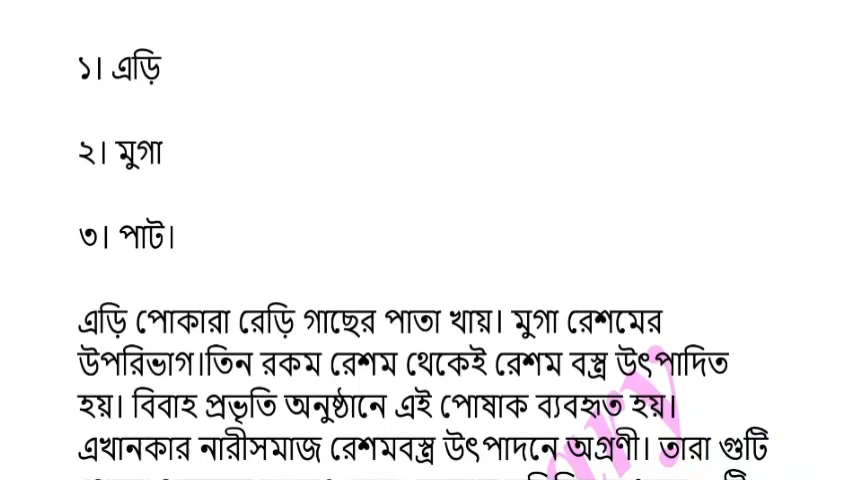 ১। এড়ি
২। মুগা
৩। পাট।
এড়ি পোকারা রেড়ি গাছের পাতা খায়। মুগা রেশমের
উপরিভাগ।তিন রকম রেশম থেকেই রেশম বস্ত্র উৎপাদিত
হয়। বিবাহ প্রভৃতি অনুষ্ঠানে এই পোষাক ব্যবহৃত হয়।
এখানকার নারীসমাজ রেশমবস্ত্র উৎপাদনে অগ্রণী। তারা গুটি